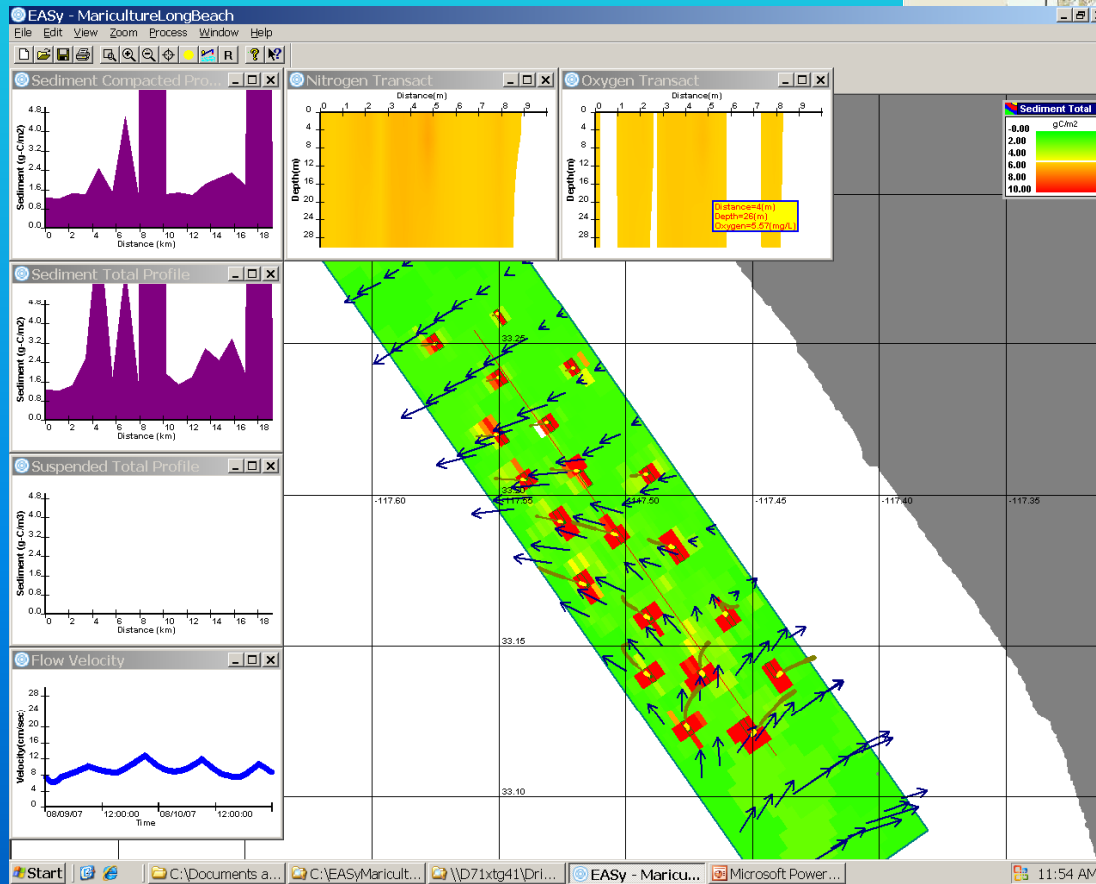 EASy - MaricultureLongBeach
File Edit View Zoom Process Window Help
R
Sediment Compacted Pro...
Sediment (g-C/m2)
4.8
4.0
3.2
2.4
1.6
0.8
0.0
0 2 4 6 8 10 12 14 16 18
Distance (km)
Nitrogen Transact
Distance(m)
0 1 2 3 4 5 6 7 8 9
Depth(m)
0
4
8
12
16
20
24
28
Oxygen Transact
Distance(m)
0 1 2 3 4 5 6 7 8 9
Depth(m)
0
4
8
12
16
20
24
28
Distance=4(m)
Depth=26(m)
Oxygen=5.57(mg/L)
Sediment Total
gC/m2
-0.00
2.00
4.00
6.00
8.00
10.00
Sediment Total Profile
Sediment (g-C/m2)
4.8
4.0
3.2
2.4
1.6
0.8
0.0
0 2 4 6 8 10 12 14 16 18
Distance (km)
Suspended Total Profile
Sediment (g-C/m3)
4.8
4.0
3.2
2.4
1.6
0.8
0.0
0 2 4 6 8 10 12 14 16 18
Distance (km)
Flow Velocity
Velocity(cm/sec)
28
24
20
16
12
8
4
0
08/09/07 12:00:00 08/10/07 12:00:00
Time
33.25
33.20
-117.60 -117.55 -117.50 -117.45 -117.40 -117.35
33.15
33.10
Start
C:\Documents a...
C:\EASyMaricult...
\\D71xtg41\Dri...
EASy - Maricu...
Microsoft Power...
11:54 AM